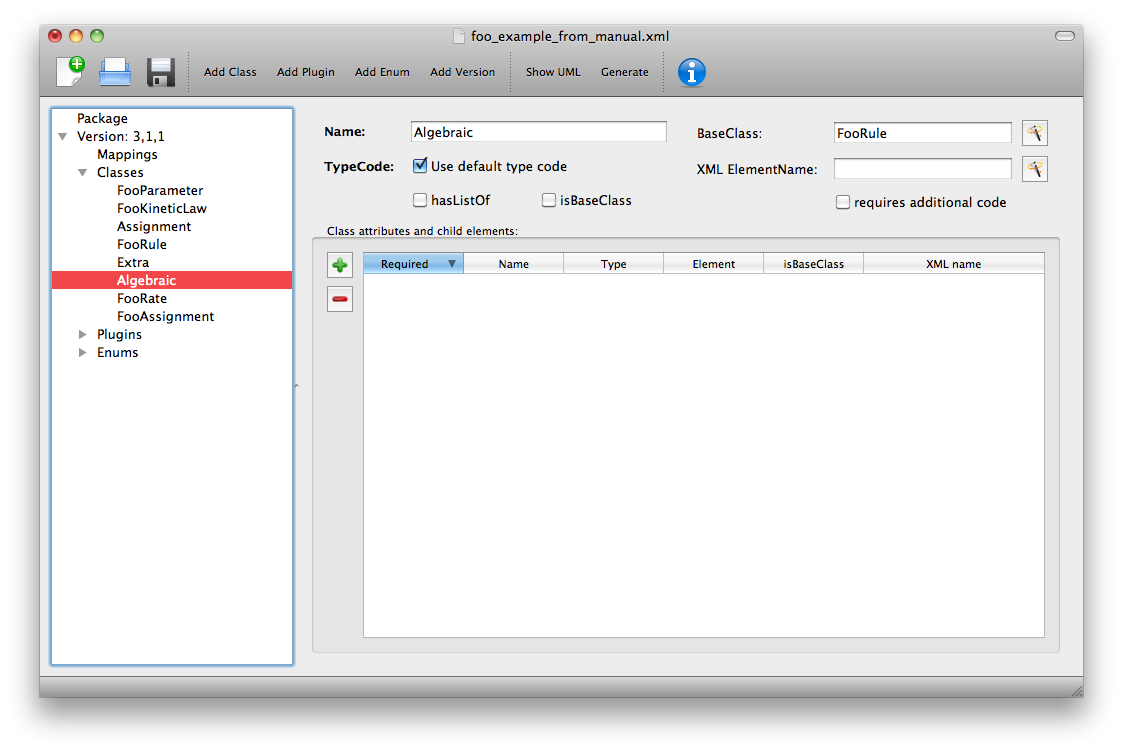 foo_example_from_manual.xml
Add Class Add Plugin Add Enum Add Version Show UML Generate
Package
Version: 3,1,1
Mappings
Classes
FooParameter
FooKineticLaw
Assignment
FooRule
Extra
Algebraic
FooRate
FooAssignment
Plugins
Enums
Name: Algebraic BaseClass: FooRule
TypeCode: Use default type code XML ElementName:
hasListOf isBaseClass requires additional code
Class attributes and child elements:
Required Name Type Element isBaseClass XML name